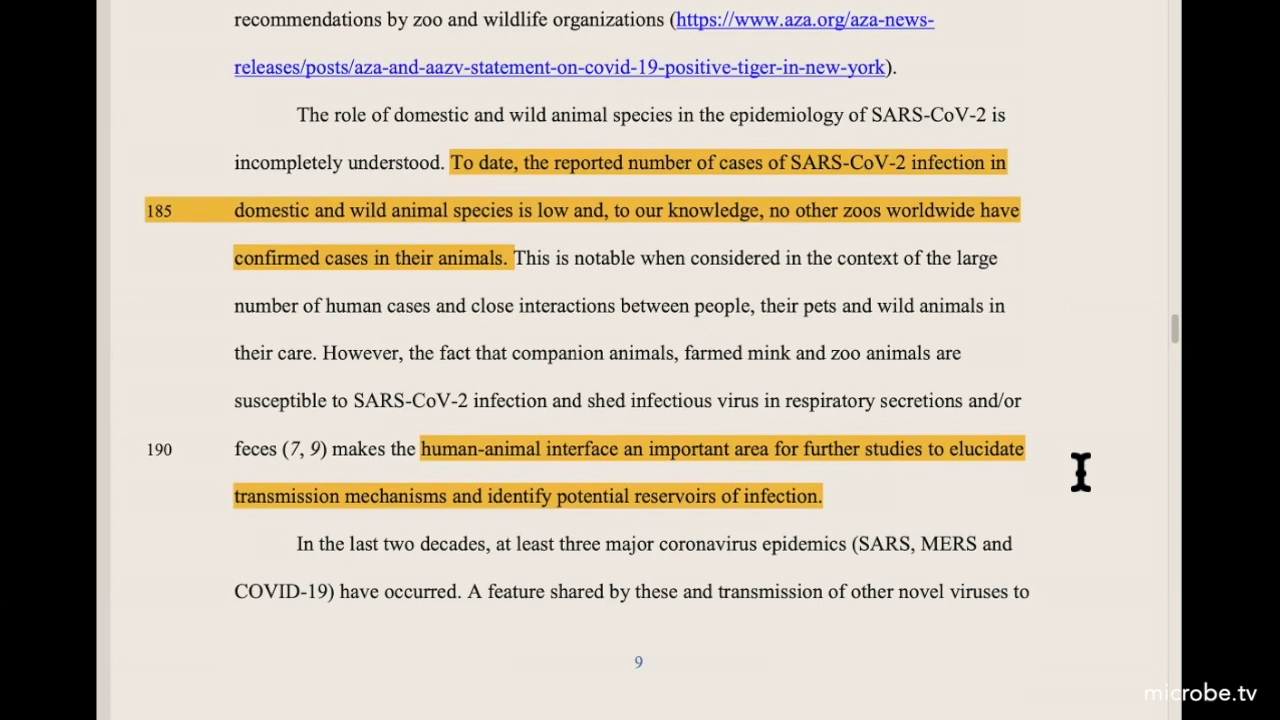 recommendations by zoo and wildlife organizations (https://www.aza.org/aza-news-
releases/posts/aza-and-aazv-statement-on-covid-19-positive-tiger-in-new-york).
The role of domestic and wild animal species in the epidemiology of SARS-CoV-2 is
incompletely understood. To date, the reported number of cases of SARS-CoV-2 infection in
185 domestic and wild animal species is low and, to our knowledge, no other zoos worldwide have
confirmed cases in their animals. This is notable when considered in the context of the large
number of human cases and close interactions between people, their pets and wild animals in
their care. However, the fact that companion animals, farmed mink and zoo animals are
susceptible to SARS-CoV-2 infection and shed infectious virus in respiratory secretions and/or
190 feces (7, 9) makes the human-animal interface an important area for further studies to elucidate
transmission mechanisms and identify potential reservoirs of infection.
In the last two decades, at least three major coronavirus epidemics (SARS, MERS and
COVID-19) have occurred. A feature shared by these and transmission of other novel viruses to
9
microbe.tv